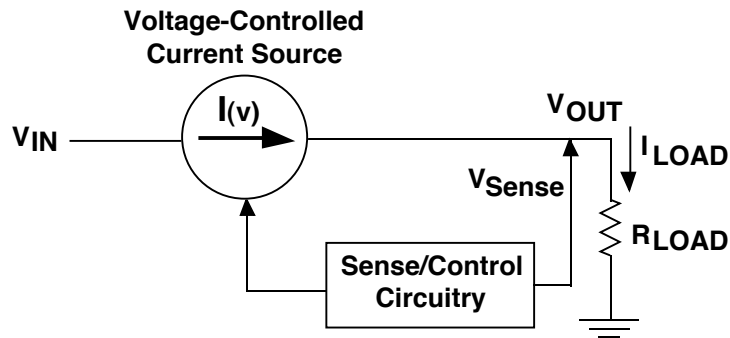 Voltage-Controlled
Current Source
I(v)
VIN
VOUT
ILOAD
VSense
RLOAD
Sense/Control
Circuitry